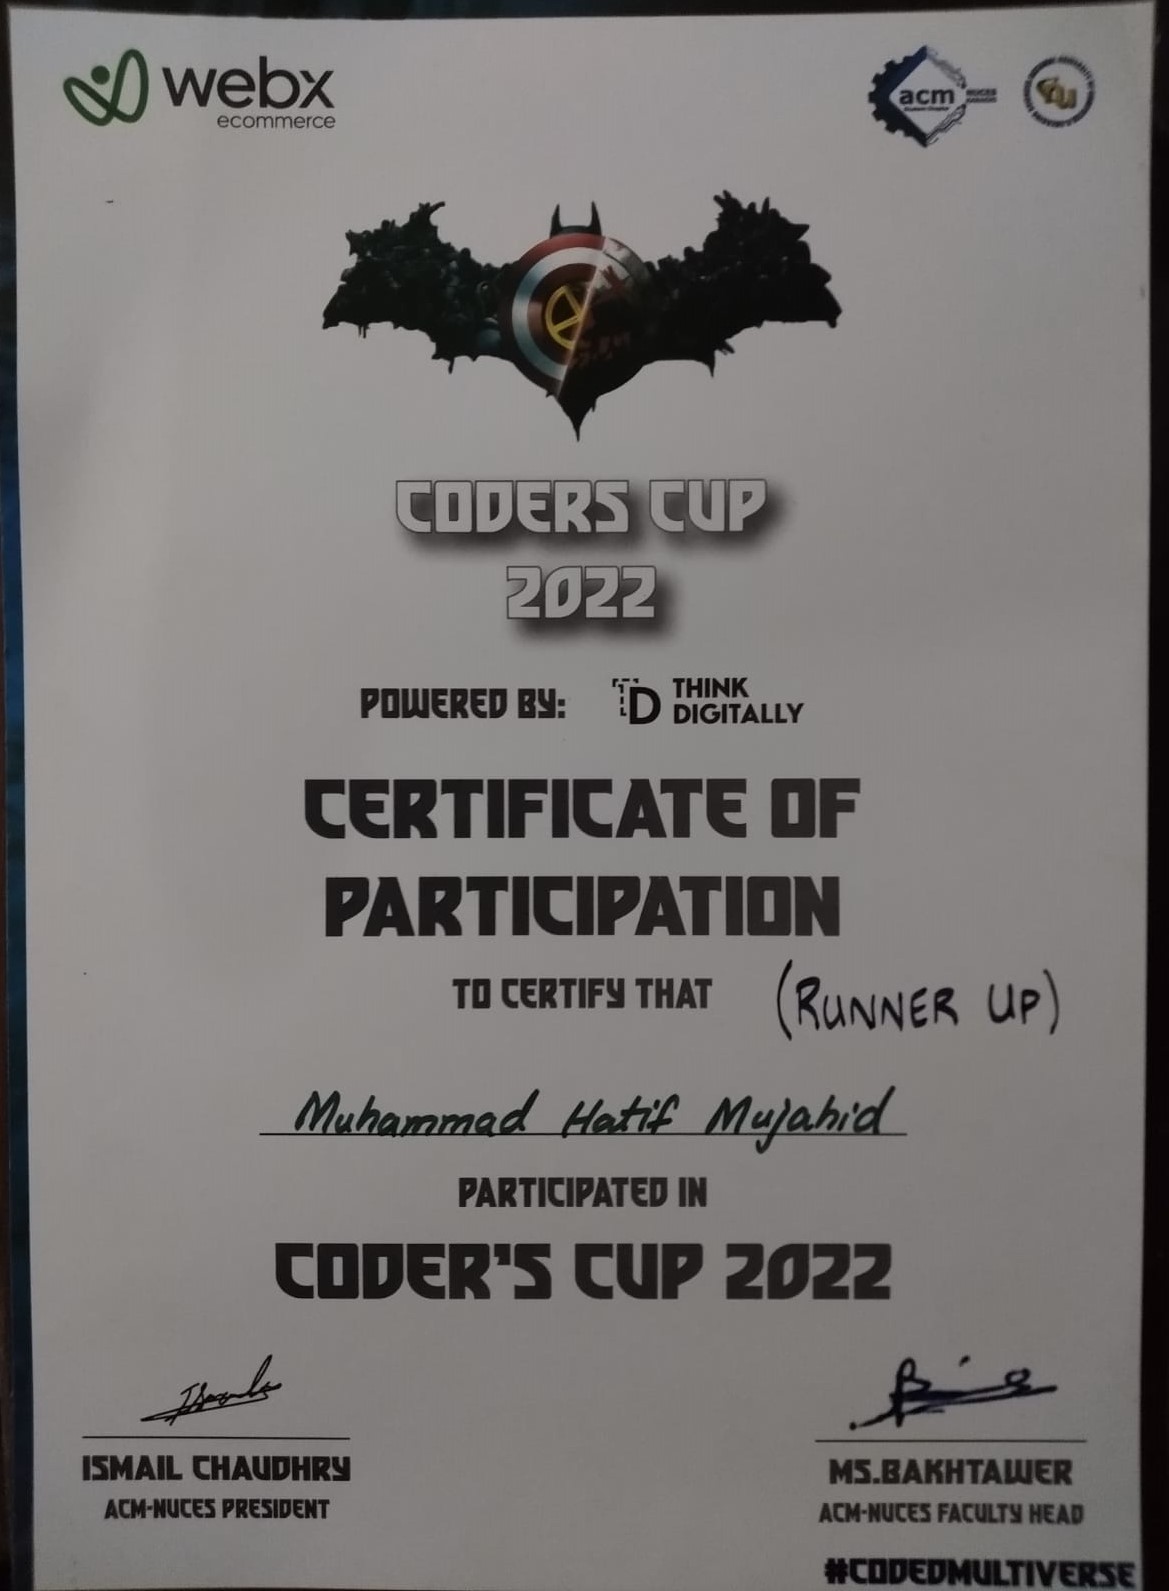 webx
ecommerce
acm
CODERS CUP
2022
POWERED BY:
TD THINK
DIGITALLY
CERTIFICATE OF
PARTICIPATION
TO CERTIFY THAT (RUNNER UP)
Muhammad Hatif Mujahid
PARTICIPATED IN
CODER'S CUP 2022
ISMAIL CHAUDHRY
ACM-NUCES PRESIDENT
MS.BAKHTAWER
ACM-NUCES FACULTY HEAD
#CODEDMULTIVERSE